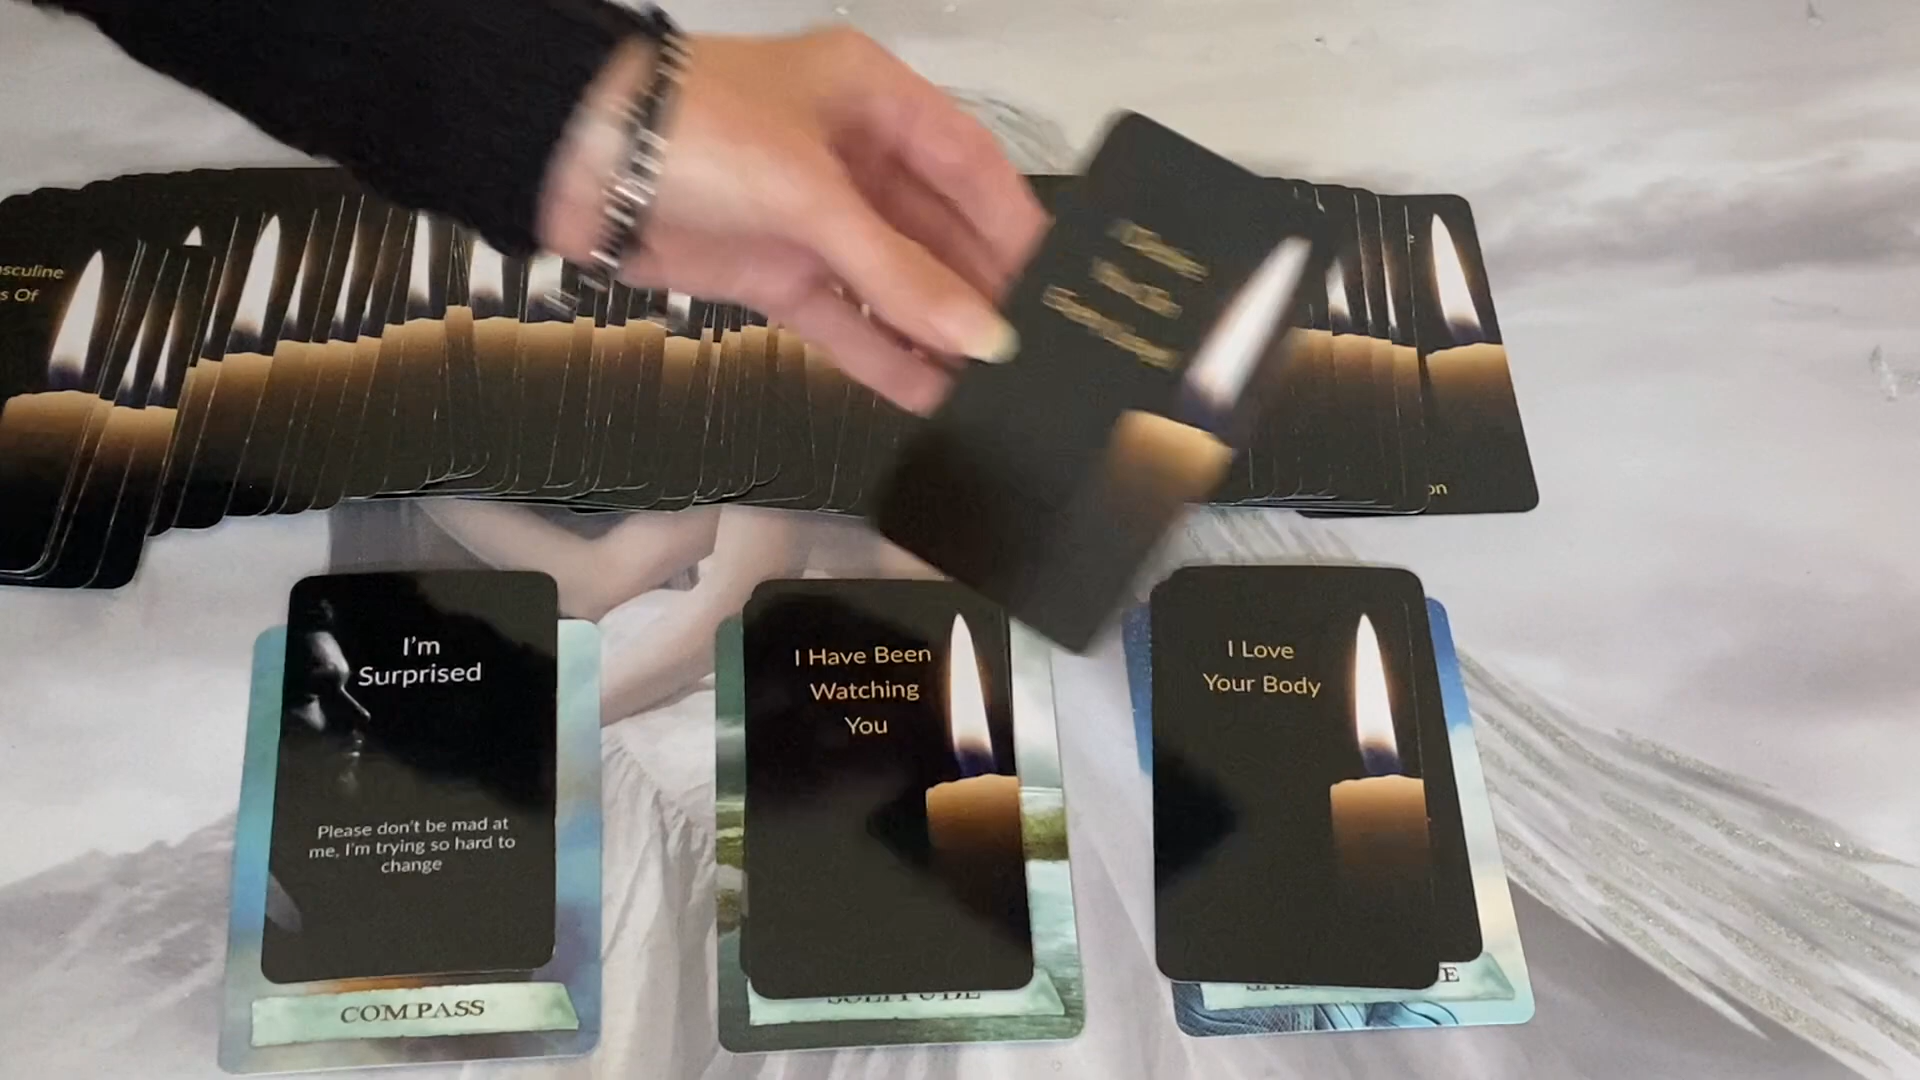 sculine
s Of
on
I'm
Surprised
Please don't be mad at
me, I'm trying so hard to
change
COMPASS
I Have Been
Watching
You
SOLITUDE
I Love
Your Body
E